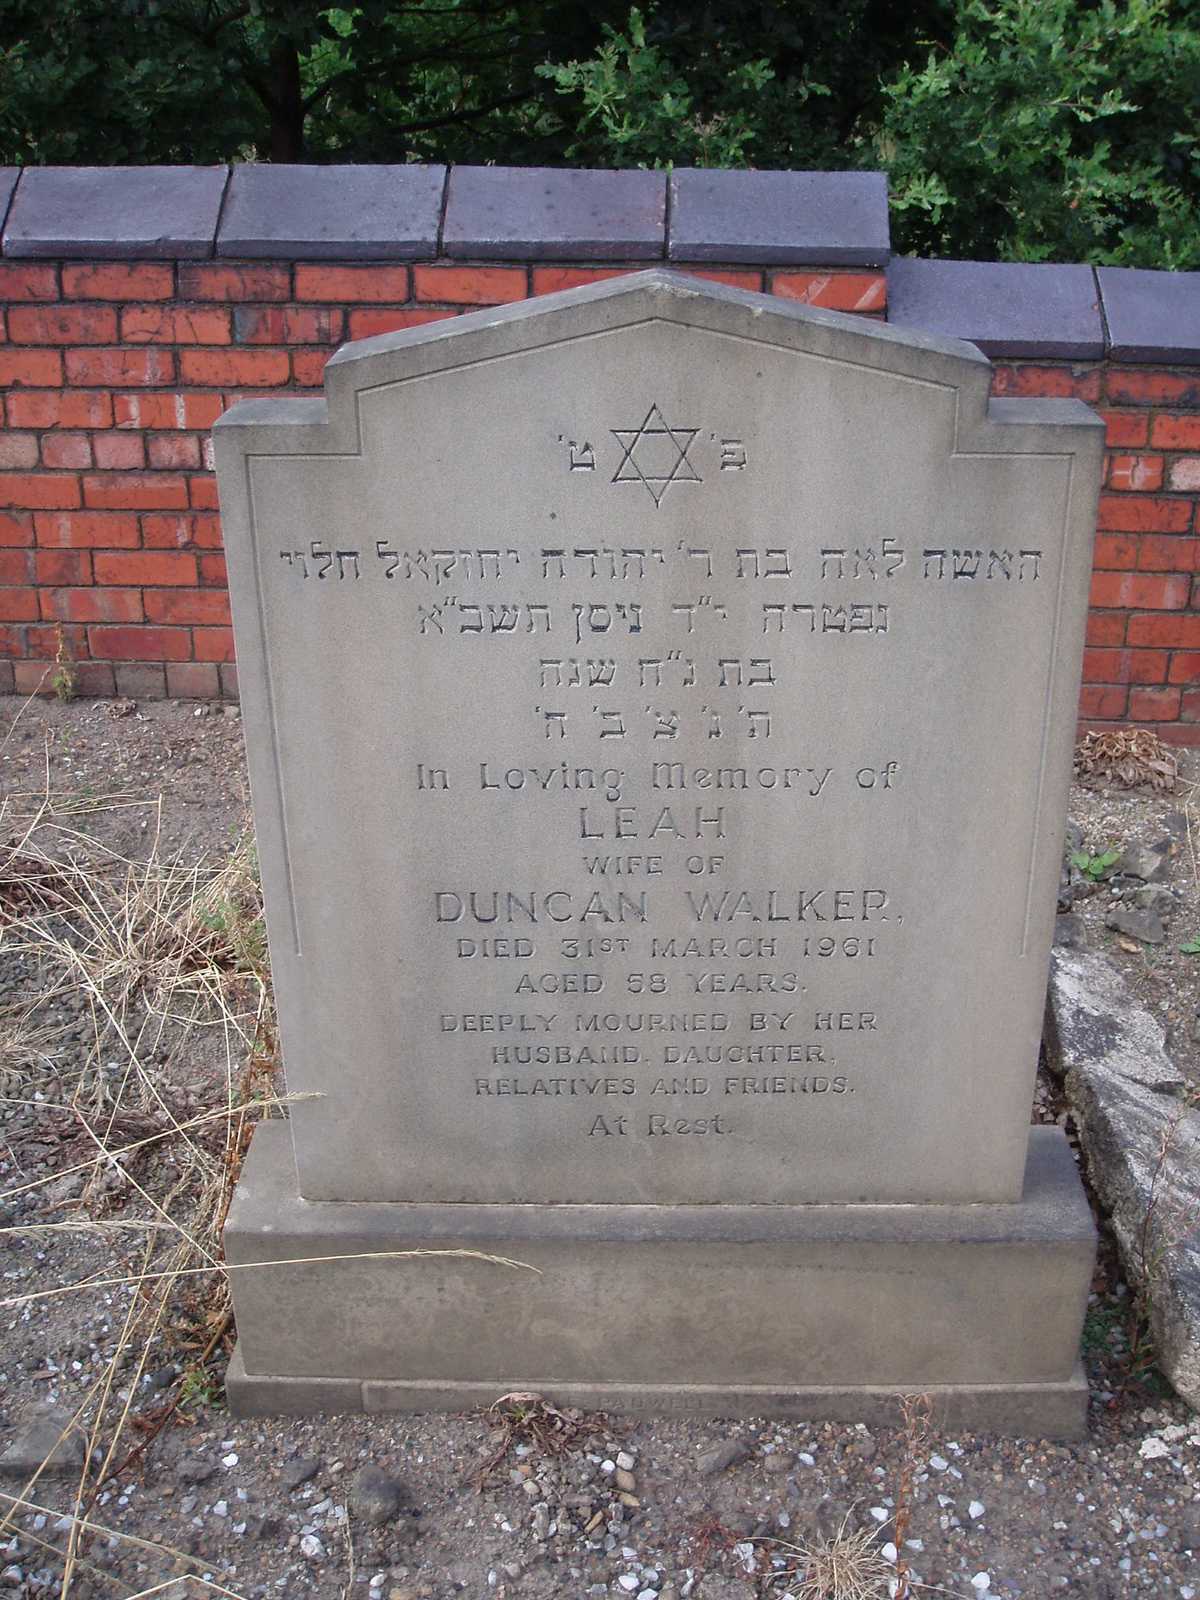 פ' ט'
האשה לאה בת ר' יהודה יחזקאל הלוי
נפטרה י"ד ניסן תשכ"א
בת נ"ח שנה
ת' נ' צ' ב' ה'
In Loving Memory of
LEAH
WIFE OF
DUNCAN WALKER,
DIED 31ST MARCH 1961
AGED 58 YEARS.
DEEPLY MOURNED BY HER
HUSBAND, DAUGHTER,
RELATIVES AND FRIENDS.
At Rest.